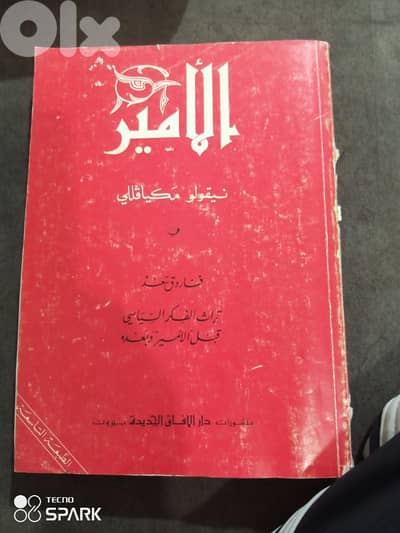 OLX
الأمير
نيقولو مكياڤللي
و
فاروق سعد
تراث الفكر السياسي
قبل الأمير وبعده
منشورات دار الآفاق الجديدة بيروت
الطبعة التاسعة
TECNO
SPARK